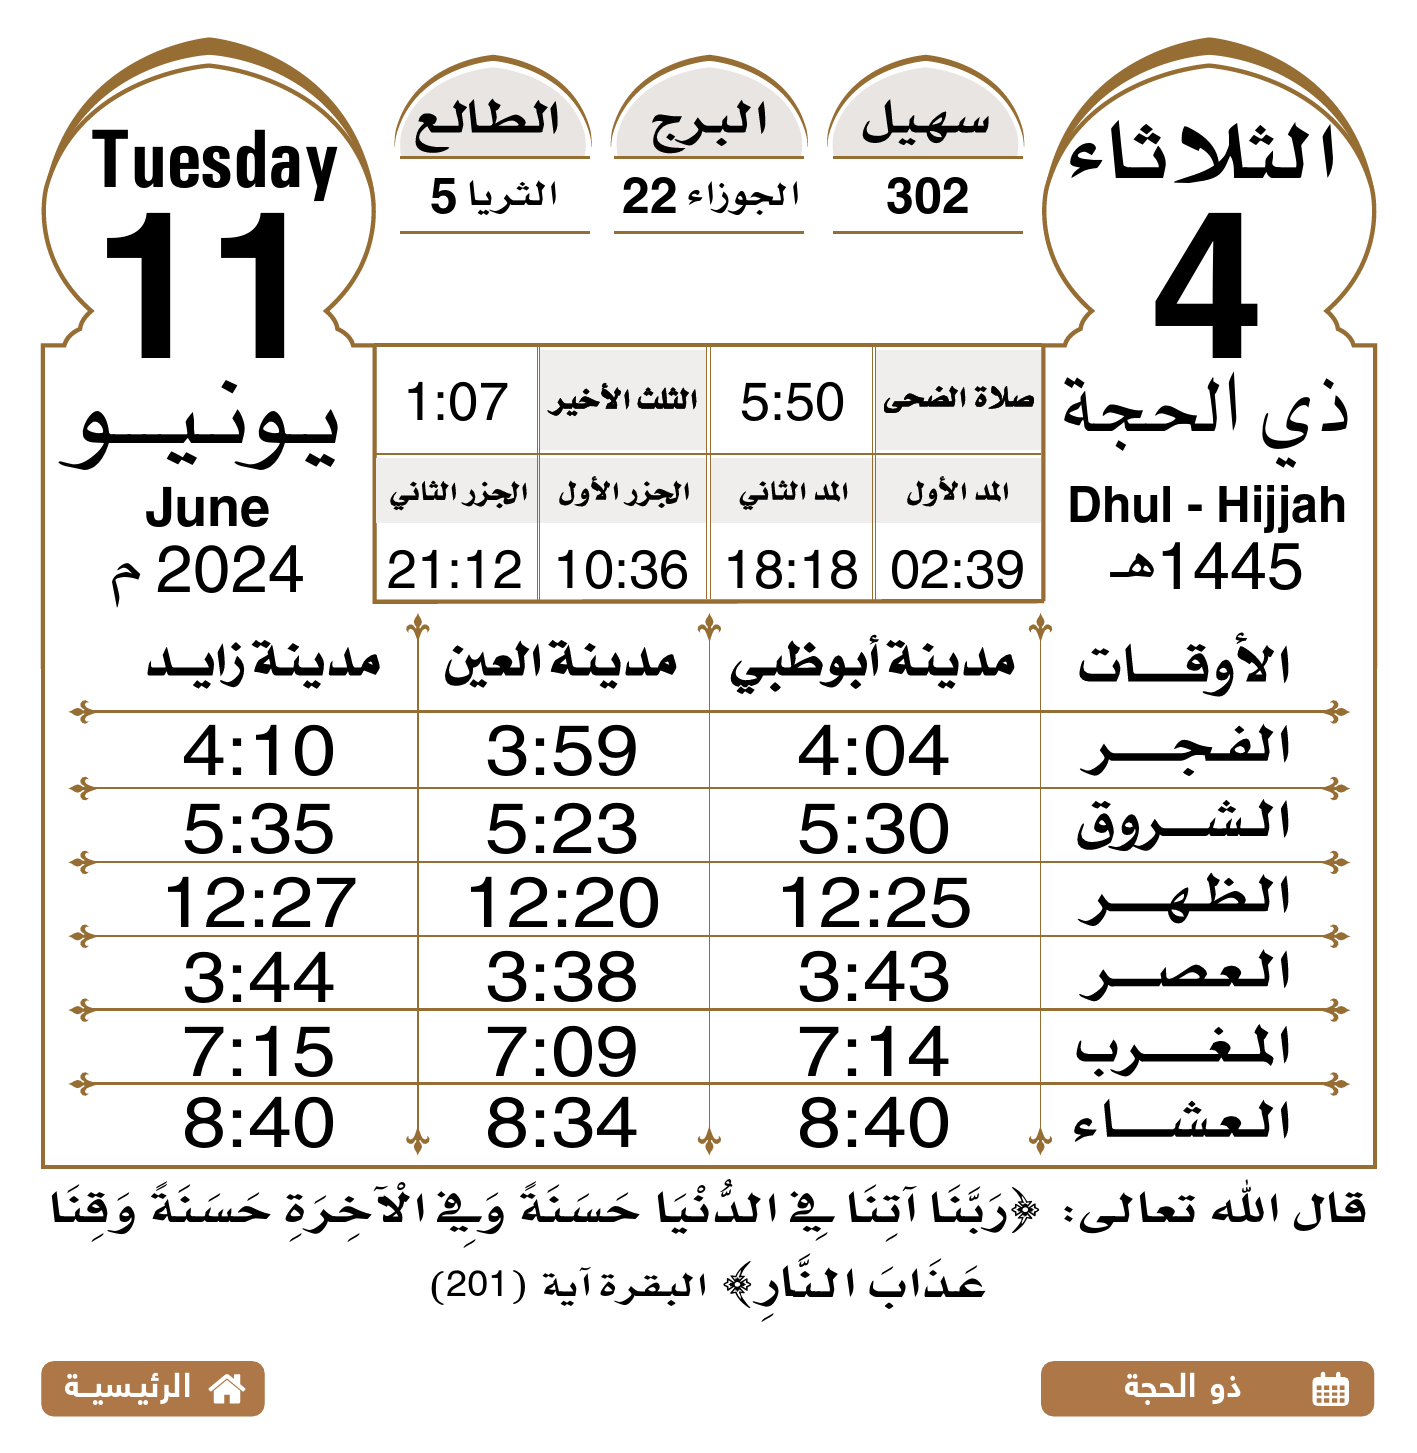 الثلاثاء
4
ذي الحجة
Dhul - Hijjah
1445هـ
سهيل
302
البرج
الجوزاء 22
الطالع
الثريا 5
Tuesday
11
يونيو
June
2024 م
صلاة الضحى 5:50 الثلث الأخير 1:07
المد الأول المد الثاني الجزر الأول الجزر الثاني
02:39 18:18 10:36 21:12
الأوقات مدينة أبوظبي مدينة العين مدينة زايد
الفجر 4:04 3:59 4:10
الشروق 5:30 5:23 5:35
الظهر 12:25 12:20 12:27
العصر 3:43 3:38 3:44
المغرب 7:14 7:09 7:15
العشاء 8:40 8:34 8:40
قال الله تعالى: ﴿رَبَّنَا آتِنَا فِي الدُّنْيَا حَسَنَةً وَفِي الْآخِرَةِ حَسَنَةً وَقِنَا
عَذَابَ النَّارِ﴾ البقرة آية (201)
ذو الحجة
الرئيسية